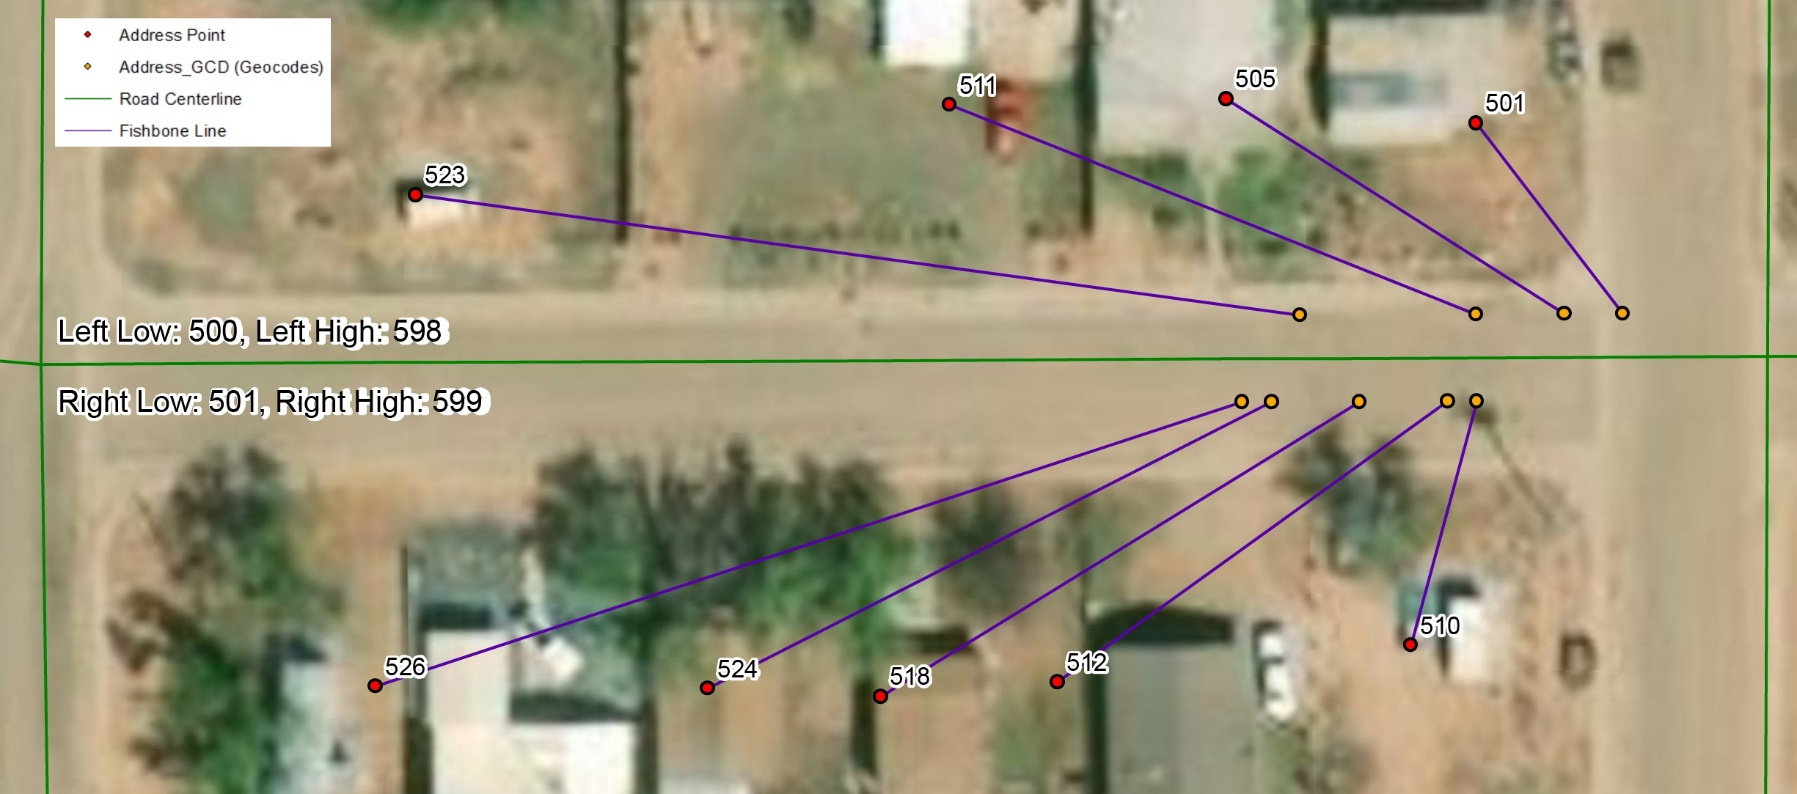 Address Point
Address_GCD (Geocodes)
Road Centerline
Fishbone Line
511
505
501
523
Left Low: 500, Left High: 598
Right Low: 501, Right High: 599
526
524
518
512
510